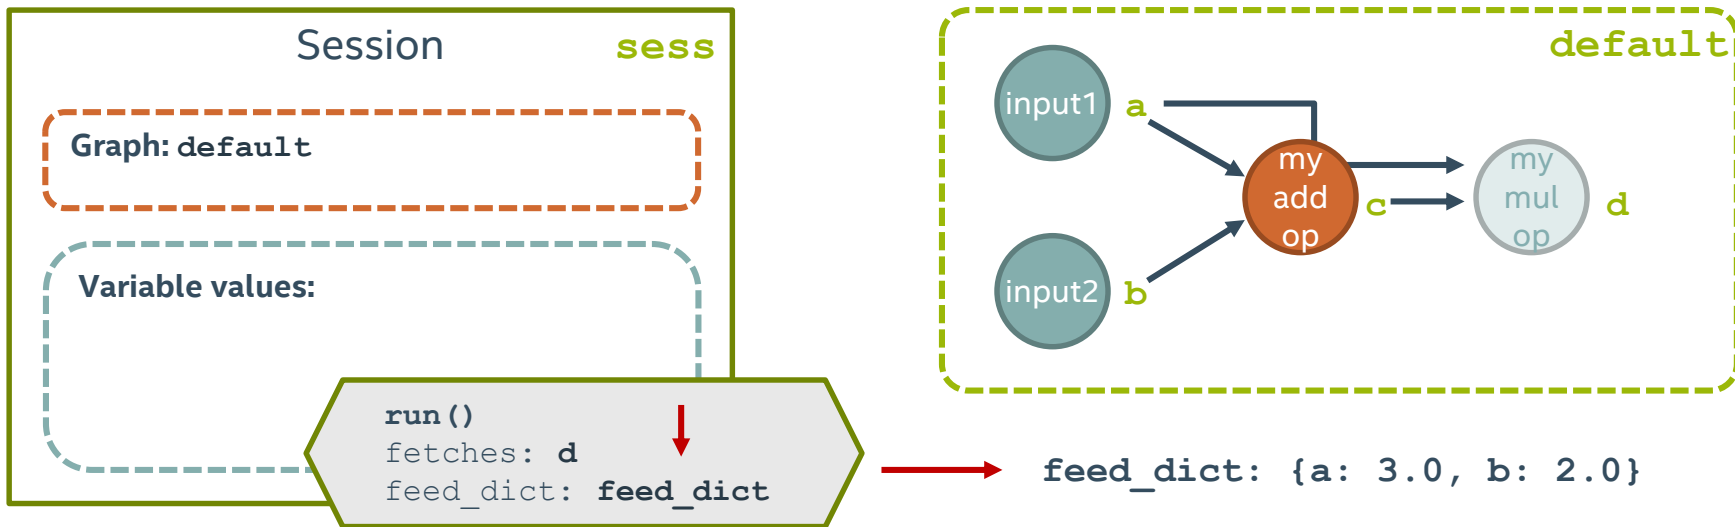 Session sess
Graph: default
Variable values:
run()
fetches: d
feed_dict: feed_dict
default
input1 a
my
add
op
c
my
mul
op
d
input2 b
feed_dict: {a: 3.0, b: 2.0}